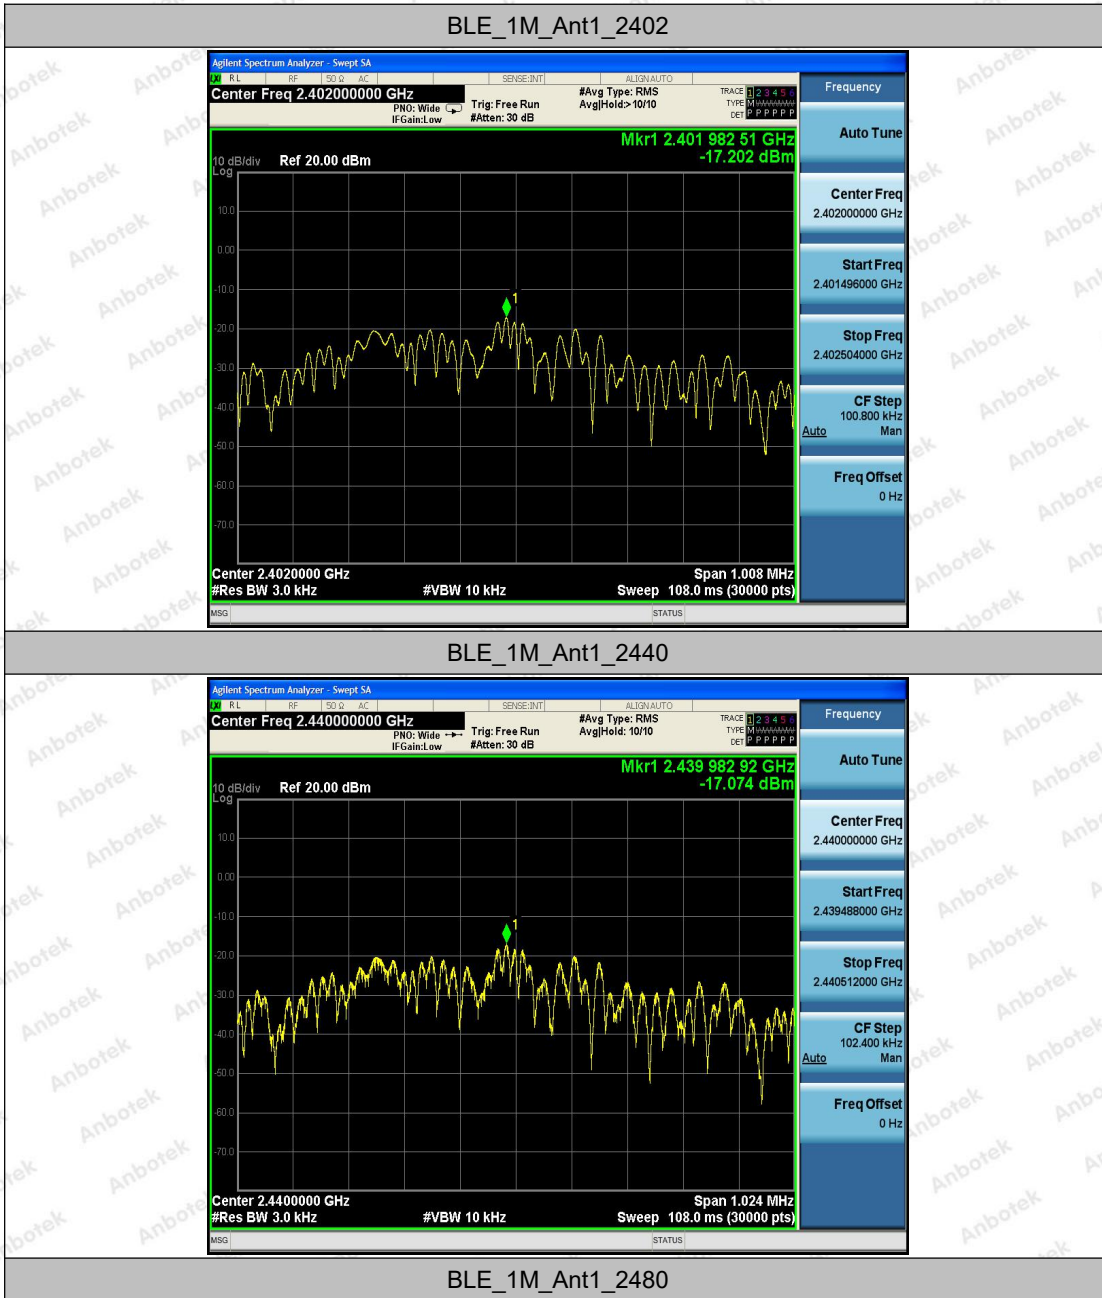 BLE_1M_Ant1_2402
Agilent Spectrum Analyzer - Swept SA
LXI RL RF 50 Ω AC SENSE:INT ALIGNAUTO
Center Freq 2.402000000 GHz
PNO: Wide
IFGain:Low
Trig: Free Run
#Atten: 30 dB
#Avg Type: RMS
Avg|Hold:>10/10
TRACE 1 2 3 4 5 6
TYPE M
DET P P P P P P
Mkr1 2.401 982 51 GHz
-17.202 dBm
10 dB/div Ref 20.00 dBm
Log
10.0
0.00
-10.0
-20.0
-30.0
-40.0
-50.0
-60.0
-70.0
1
Center 2.4020000 GHz Span 1.008 MHz
#Res BW 3.0 kHz #VBW 10 kHz Sweep 108.0 ms (30000 pts)
MSG STATUS
Frequency
Auto Tune
Center Freq
2.402000000 GHz
Start Freq
2.401496000 GHz
Stop Freq
2.402504000 GHz
CF Step
100.800 kHz
Auto Man
Freq Offset
0 Hz
BLE_1M_Ant1_2440
Agilent Spectrum Analyzer - Swept SA
LXI RL RF 50 Ω AC SENSE:INT ALIGNAUTO
Center Freq 2.440000000 GHz
PNO: Wide
IFGain:Low
Trig: Free Run
#Atten: 30 dB
#Avg Type: RMS
Avg|Hold: 10/10
TRACE 1 2 3 4 5 6
TYPE M
DET P P P P P P
Mkr1 2.439 982 92 GHz
-17.074 dBm
10 dB/div Ref 20.00 dBm
Log
10.0
0.00
-10.0
-20.0
-30.0
-40.0
-50.0
-60.0
-70.0
1
Center 2.4400000 GHz Span 1.024 MHz
#Res BW 3.0 kHz #VBW 10 kHz Sweep 108.0 ms (30000 pts)
MSG STATUS
Frequency
Auto Tune
Center Freq
2.440000000 GHz
Start Freq
2.439488000 GHz
Stop Freq
2.440512000 GHz
CF Step
102.400 kHz
Auto Man
Freq Offset
0 Hz
BLE_1M_Ant1_2480
Anbotek